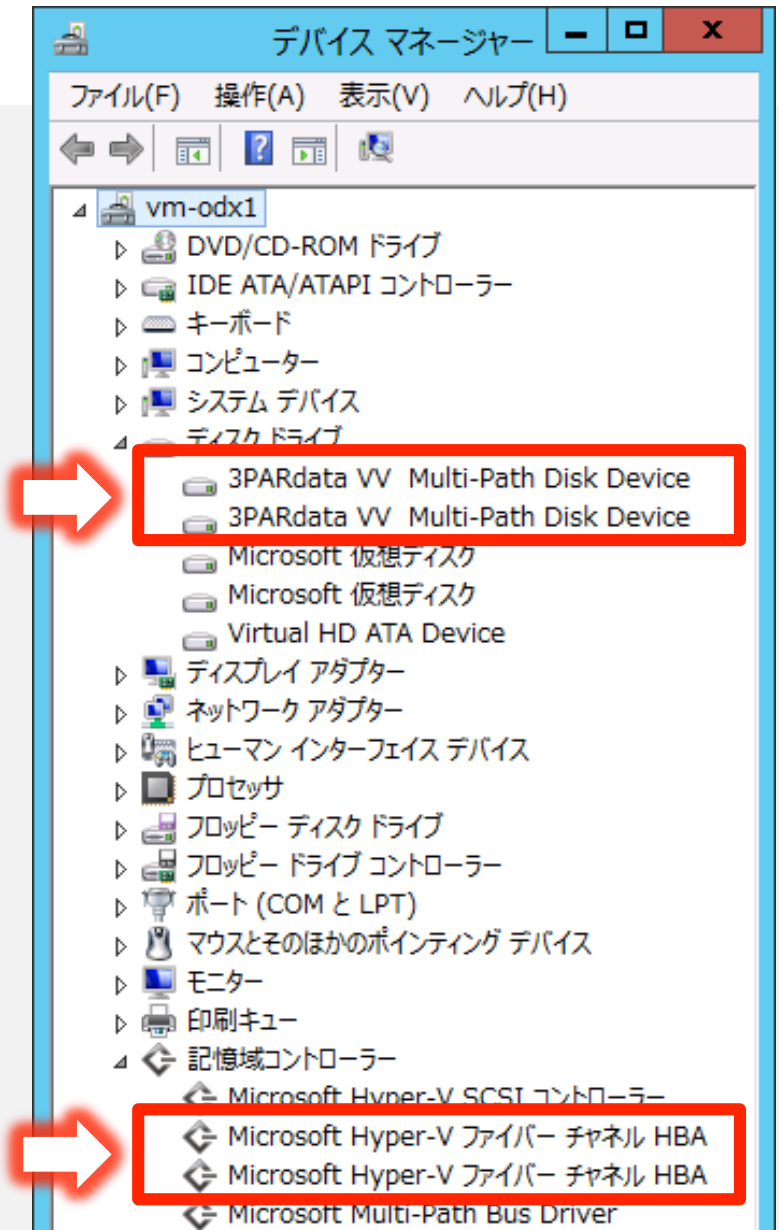 デバイス マネージャー
ファイル(F) 操作(A) 表示(V) ヘルプ(H)
vm-odx1
DVD/CD-ROM ドライブ
IDE ATA/ATAPI コントローラー
キーボード
コンピューター
システム デバイス
ディスク ドライブ
3PARdata VV Multi-Path Disk Device
3PARdata VV Multi-Path Disk Device
Microsoft 仮想ディスク
Microsoft 仮想ディスク
Virtual HD ATA Device
ディスプレイ アダプター
ネットワーク アダプター
ヒューマン インターフェイス デバイス
プロセッサ
フロッピー ディスク ドライブ
フロッピー ドライブ コントローラー
ポート (COM と LPT)
マウスとそのほかのポインティング デバイス
モニター
印刷キュー
記憶域コントローラー
Microsoft Hyper-V SCSI コントローラー
Microsoft Hyper-V ファイバー チャネル HBA
Microsoft Hyper-V ファイバー チャネル HBA
Microsoft Multi-Path Bus Driver